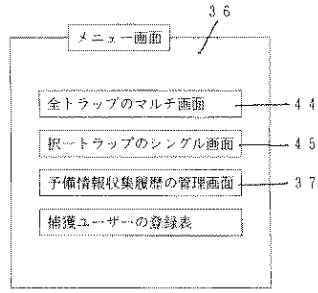 メニュー画面
36
全トラップのマルチ画面
44
択一トラップのシングル画面
45
予備情報収集履歴の管理画面
37
捕獲ユーザーの登録表